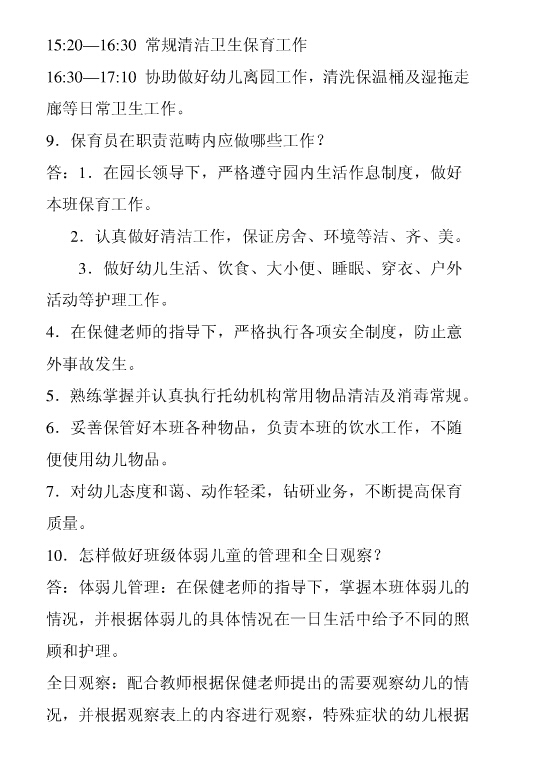 15:20—16:30 常规清洁卫生保育工作
16:30—17:10 协助做好幼儿离园工作，清洗保温桶及湿拖走
廊等日常卫生工作。
9．保育员在职责范畴内应做哪些工作？
答：1．在园长领导下，严格遵守园内生活作息制度，做好
本班保育工作。
2．认真做好清洁工作，保证房舍、环境等洁、齐、美。
3．做好幼儿生活、饮食、大小便、睡眠、穿衣、户外
活动等护理工作。
4．在保健老师的指导下，严格执行各项安全制度，防止意
外事故发生。
5．熟练掌握并认真执行托幼机构常用物品清洁及消毒常规。
6．妥善保管好本班各种物品，负责本班的饮水工作，不随
便使用幼儿物品。
7．对幼儿态度和蔼、动作轻柔，钻研业务，不断提高保育
质量。
10．怎样做好班级体弱儿童的管理和全日观察？
答：体弱儿管理：在保健老师的指导下，掌握本班体弱儿的
情况，并根据体弱儿的具体情况在一日生活中给予不同的照
顾和护理。
全日观察：配合教师根据保健老师提出的需要观察幼儿的情
况，并根据观察表上的内容进行观察，特殊症状的幼儿根据